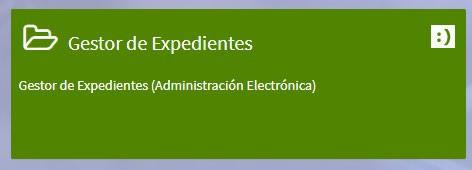 Gestor de Expedientes
:)
Gestor de Expedientes (Administración Electrónica)